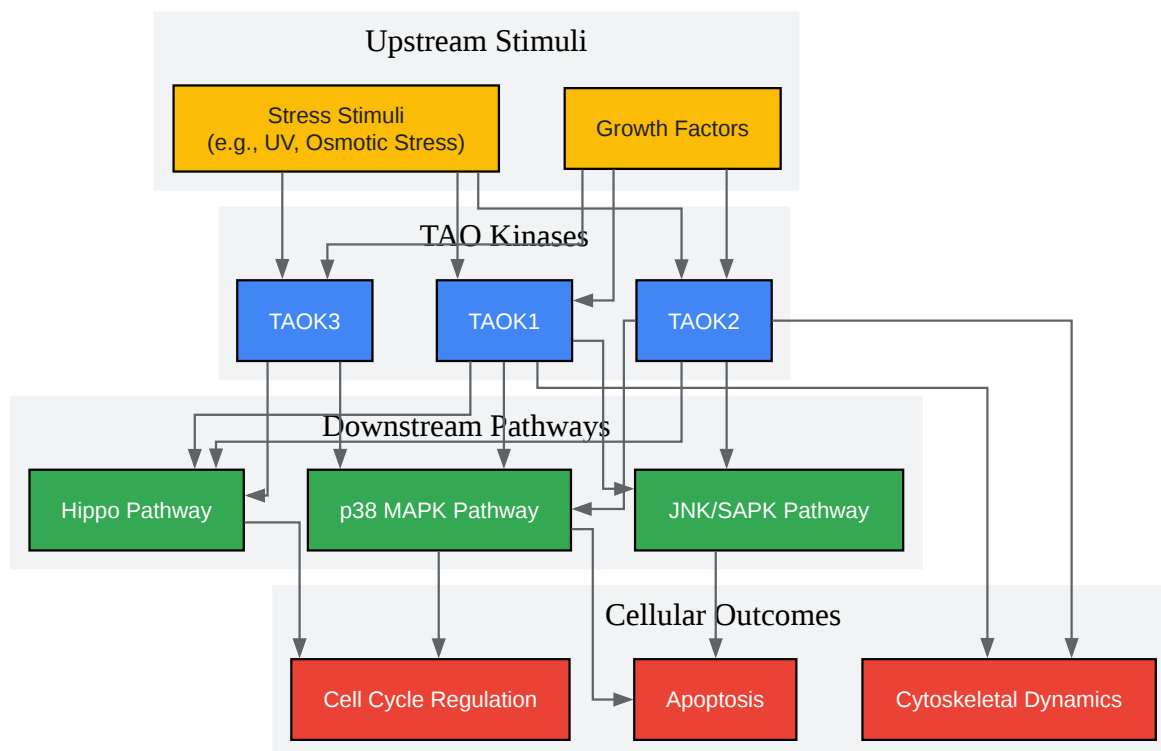 Upstream Stimuli
Stress Stimuli
(e.g., UV, Osmotic Stress)
Growth Factors
TAO Kinases
TAOK3
TAOK1
TAOK2
Downstream Pathways
Hippo Pathway
p38 MAPK Pathway
JNK/SAPK Pathway
Cellular Outcomes
Cell Cycle Regulation
Apoptosis
Cytoskeletal Dynamics